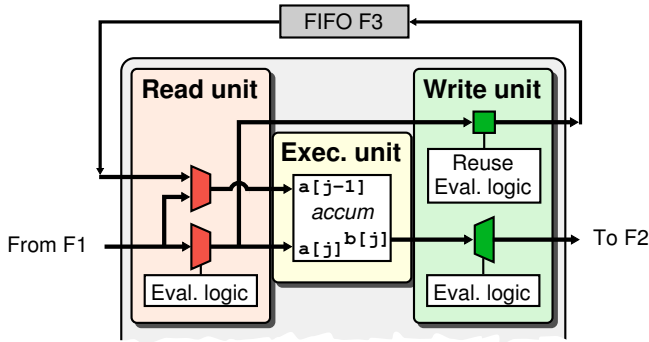 FIFO F3
Read unit
Write unit
Exec. unit
Reuse
Eval. logic
a[j-1]
accum
b[j]
a[j]
From F1
To F2
Eval. logic
Eval. logic